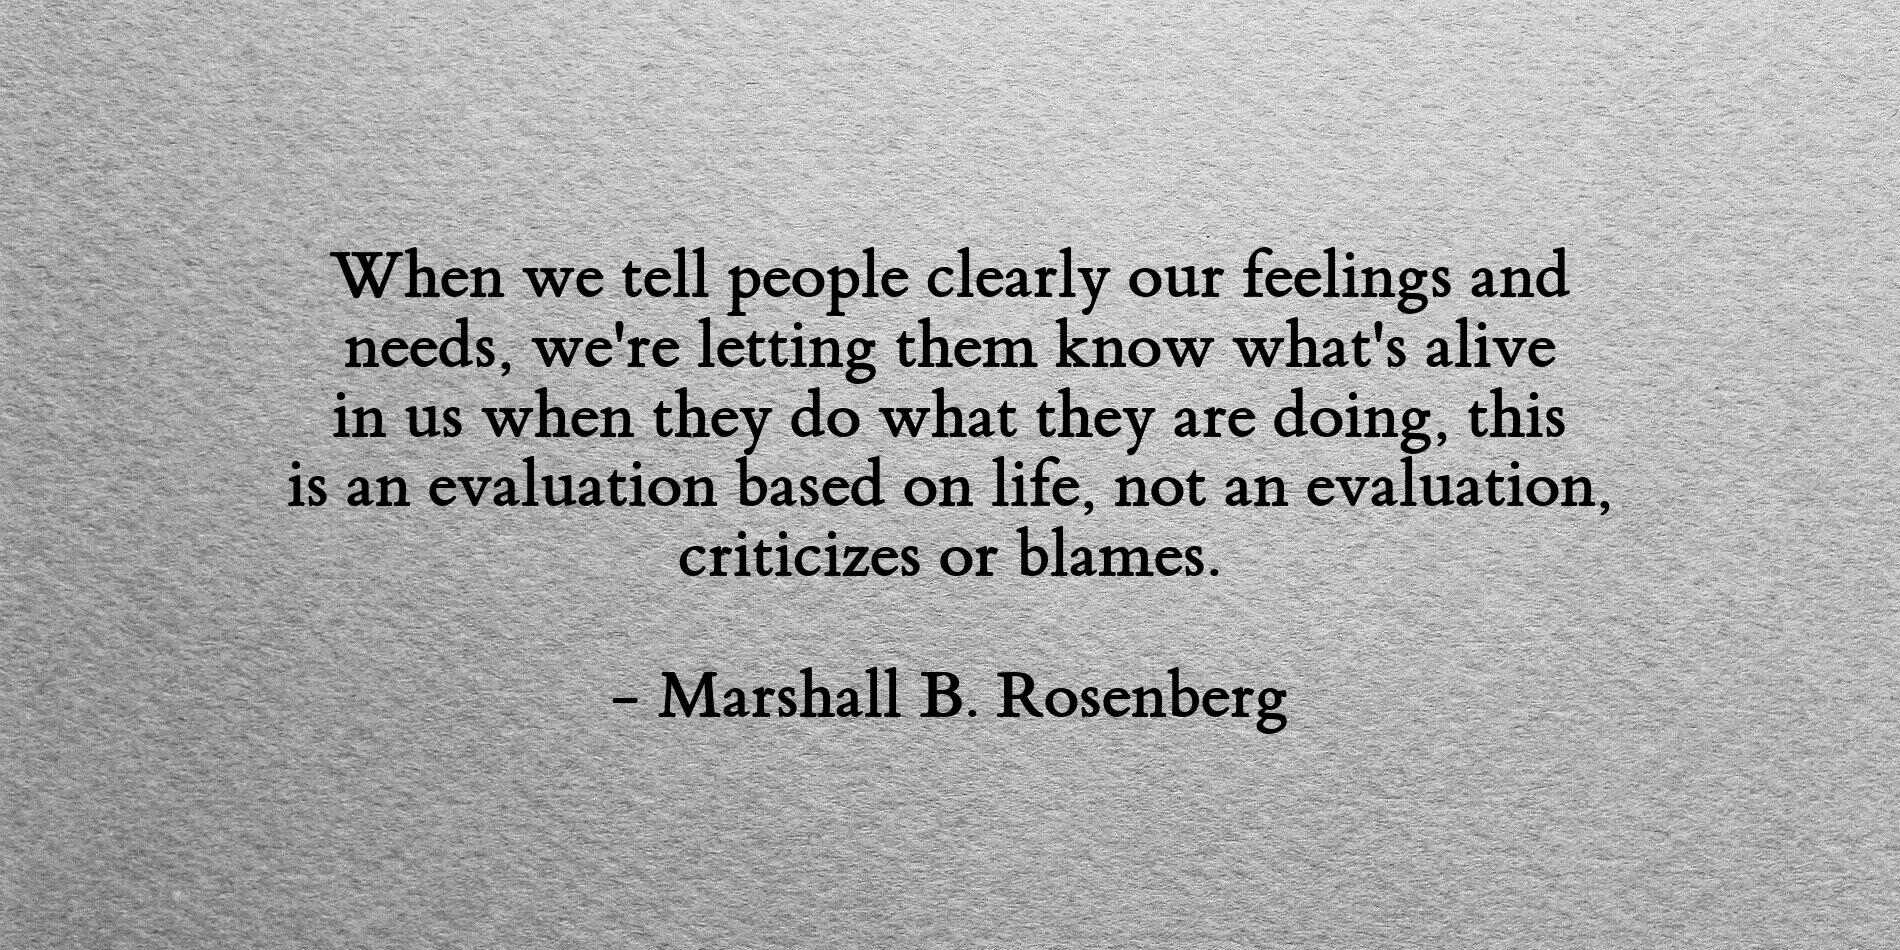 When we tell people clearly our feelings and
needs, we're letting them know what's alive
in us when they do what they are doing, this
is an evaluation based on life, not an evaluation,
criticizes or blames.
– Marshall B. Rosenberg